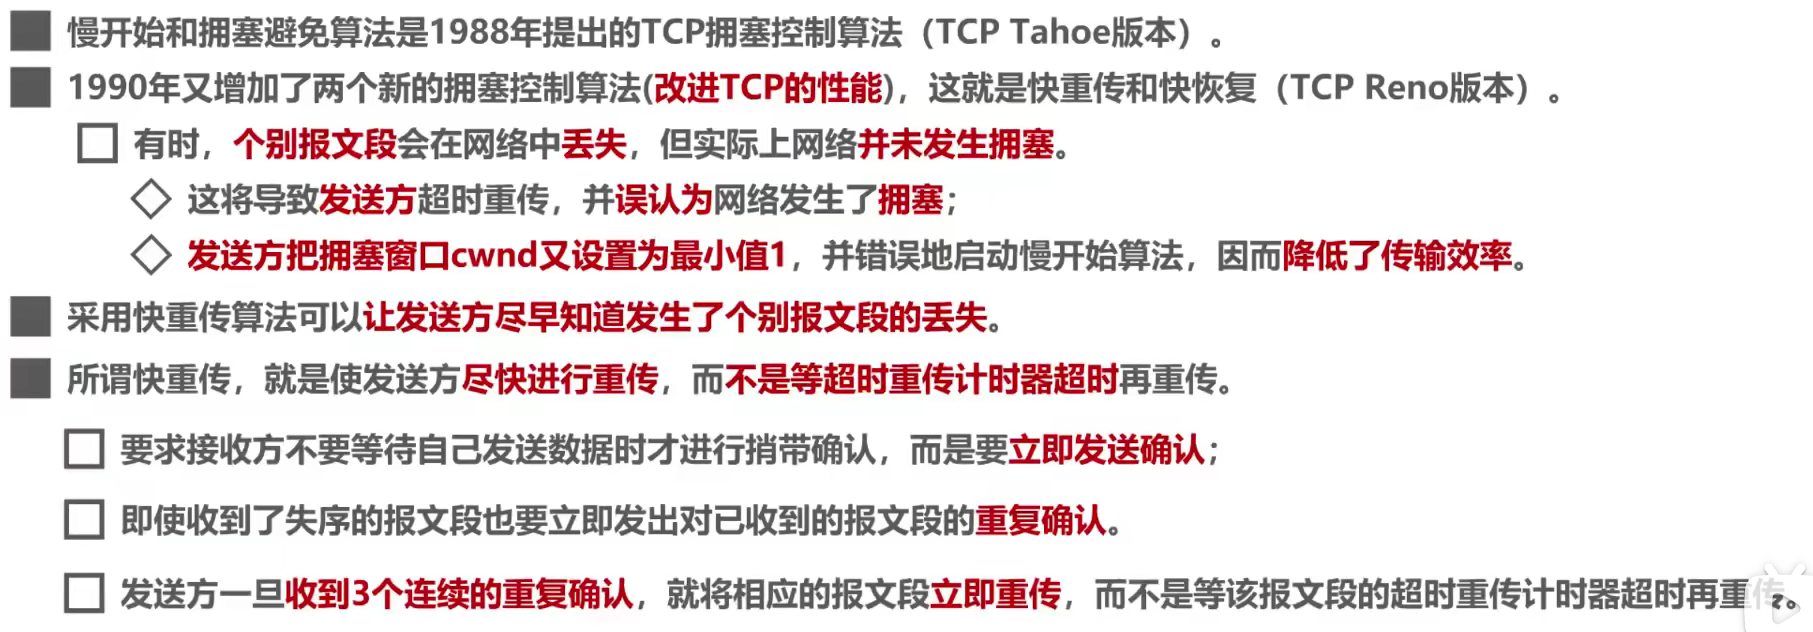 慢开始和拥塞避免算法是1988年提出的TCP拥塞控制算法（TCP Tahoe版本）。
1990年又增加了两个新的拥塞控制算法(改进TCP的性能)，这就是快重传和快恢复（TCP Reno版本）。
有时，个别报文段会在网络中丢失，但实际上网络并未发生拥塞。
这将导致发送方超时重传，并误认为网络发生了拥塞；
发送方把拥塞窗口cwnd又设置为最小值1，并错误地启动慢开始算法，因而降低了传输效率。
采用快重传算法可以让发送方尽早知道发生了个别报文段的丢失。
所谓快重传，就是使发送方尽快进行重传，而不是等超时重传计时器超时再重传。
要求接收方不要等待自己发送数据时才进行捎带确认，而是要立即发送确认；
即使收到了失序的报文段也要立即发出对已收到的报文段的重复确认。
发送方一旦收到3个连续的重复确认，就将相应的报文段立即重传，而不是等该报文段的超时重传计时器超时再重传。